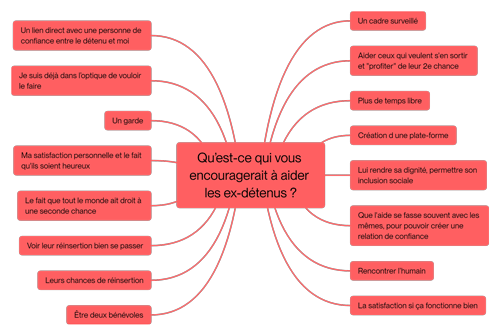 Un lien direct avec une personne de
confiance entre le détenu et moi
Je suis déjà dans l'optique de vouloir
le faire
Un garde
Ma satisfaction personnelle et le fait
qu'ils soient heureux
Le fait que tout le monde ait droit à
une seconde chance
Voir leur réinsertion bien se passer
Leurs chances de réinsertion
Être deux bénévoles
Qu'est-ce qui vous
encouragerait à aider
les ex-détenus ?
Un cadre surveillé
Aider ceux qui veulent s'en sortir
et "profiter" de leur 2e chance
Plus de temps libre
Création d une plate-forme
Lui rendre sa dignité, permettre son
inclusion sociale
Que l'aide se fasse souvent avec les
mêmes, pour pouvoir créer une
relation de confiance
Rencontrer l'humain
La satisfaction si ça fonctionne bien